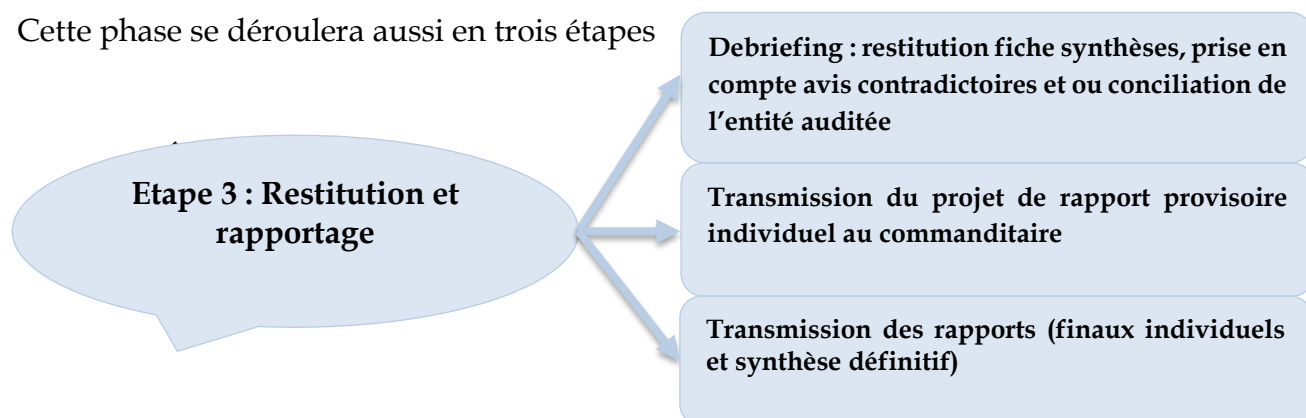 Cette phase se déroulera aussi en trois étapes
Etape 3 : Restitution et
rapportage
Debriefing : restitution fiche synthèses, prise en
compte avis contradictoires et ou conciliation de
l’entité auditée
Transmission du projet de rapport provisoire
individuel au commanditaire
Transmission des rapports (finaux individuels
et synthèse définitif)